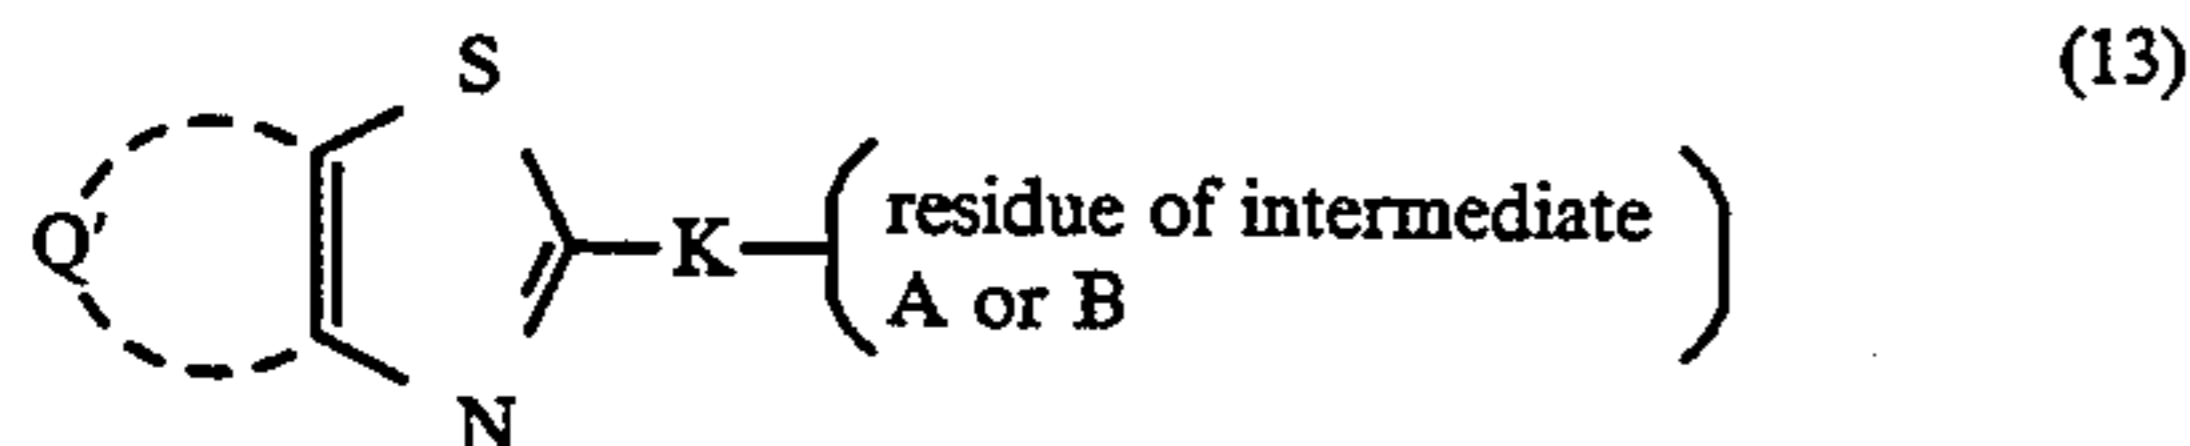 S
(13)
Q'
K
residue of intermediate
A or B
N